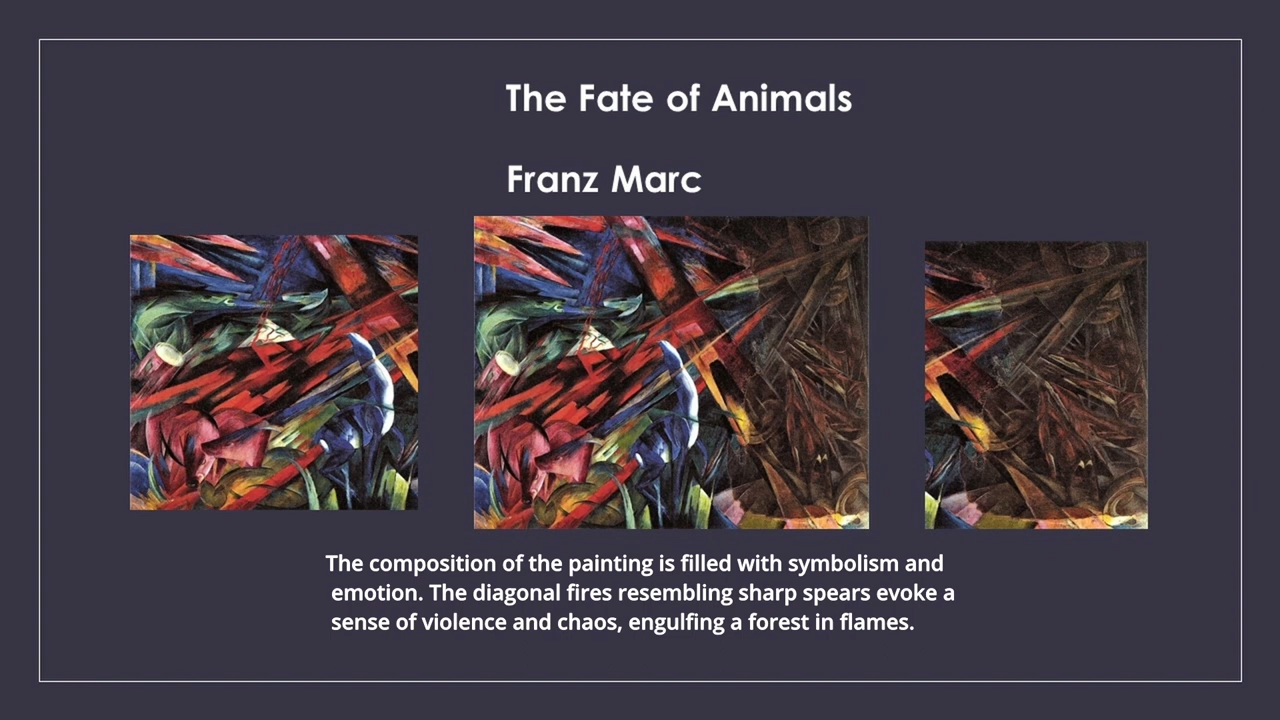 The Fate of Animals
Franz Marc
The composition of the painting is filled with symbolism and
emotion. The diagonal fires resembling sharp spears evoke a
sense of violence and chaos, engulfing a forest in flames.